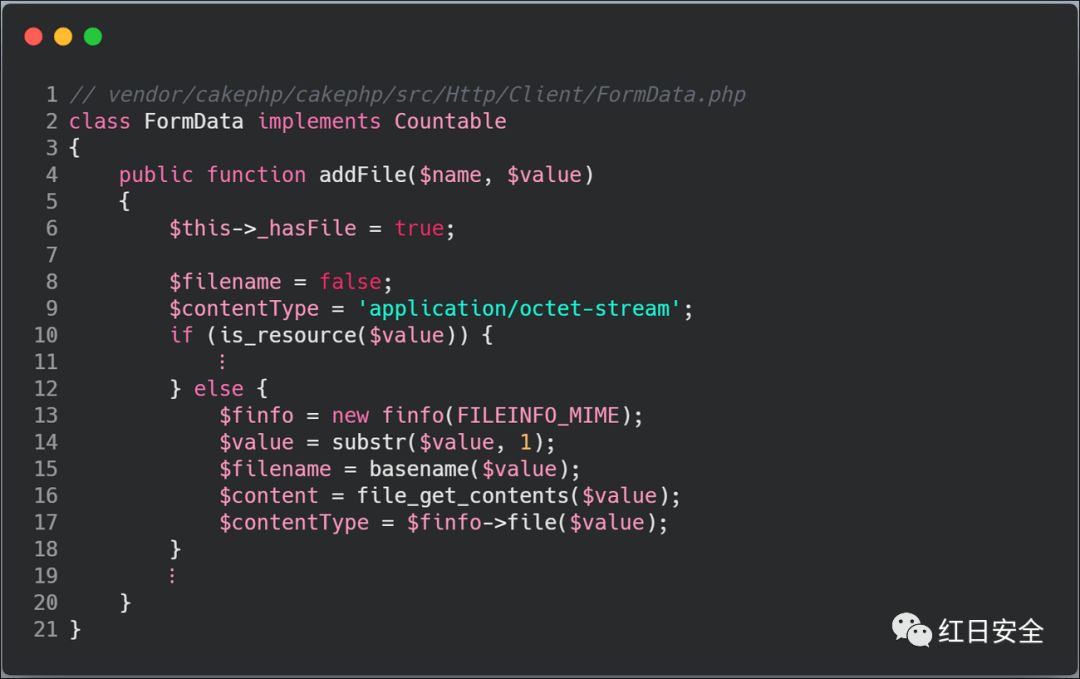 1 // vendor/cakephp/cakephp/src/Http/Client/FormData.php
2 class FormData implements Countable
3 {
4     public function addFile($name, $value)
5     {
6         $this->_hasFile = true;
7
8         $filename = false;
9         $contentType = 'application/octet-stream';
10         if (is_resource($value)) {
11             ⋮
12         } else {
13             $finfo = new finfo(FILEINFO_MIME);
14             $value = substr($value, 1);
15             $filename = basename($value);
16             $content = file_get_contents($value);
17             $contentType = $finfo->file($value);
18         }
19         ⋮
20     }
21 }
红日安全